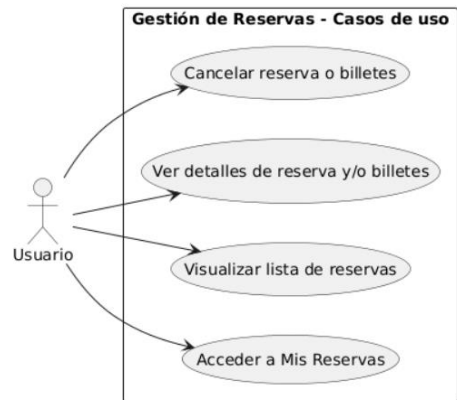 Gestión de Reservas - Casos de uso
Cancelar reserva o billetes
Ver detalles de reserva y/o billetes
Usuario
Visualizar lista de reservas
Acceder a Mis Reservas